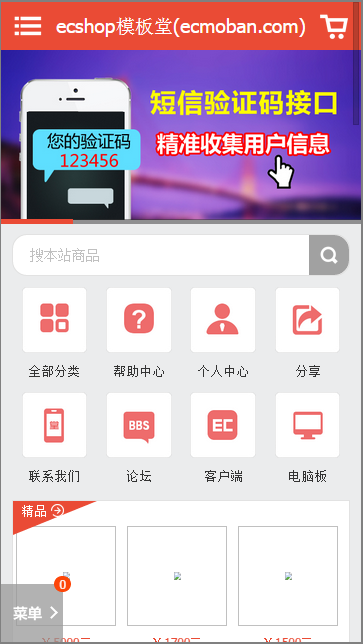 ecshop模板堂(ecmoban.com)
短信验证码接口
精准收集用户信息
您的验证码
123456
搜本站商品
全部分类 帮助中心 个人中心 分享
BBS EC
联系我们 论坛 客户端 电脑板
精品
0
菜单